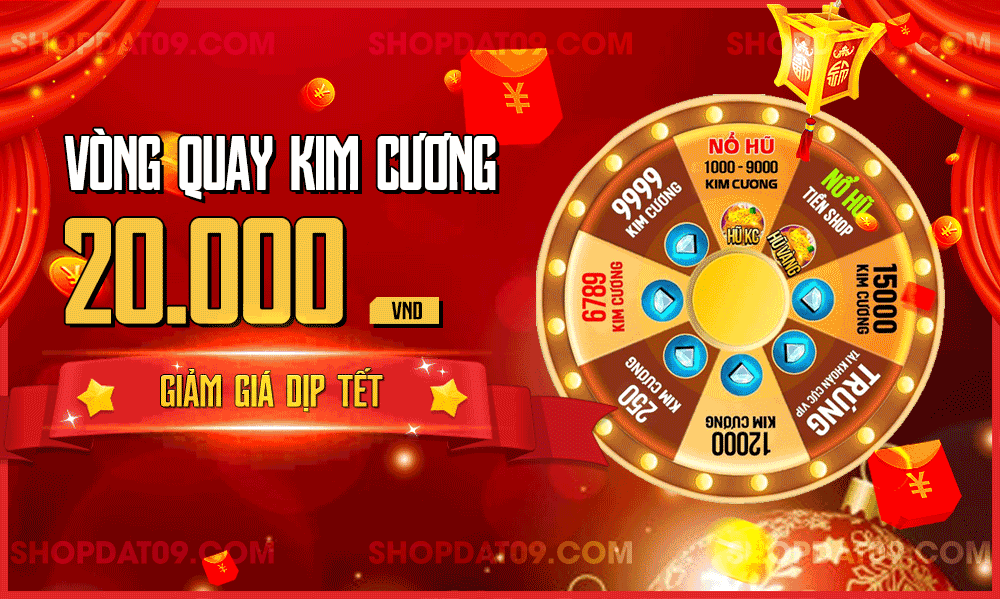 SHOPDAT09.COM SHOPDAT09.COM SHOPDAT09.COM
VÒNG QUAY KIM CƯƠNG
20.000
VND
GIẢM GIÁ DỊP TẾT
NỔ HŨ
1000 - 9000
KIM CƯƠNG
HŨ KC
NỔ HŨ
TIỀN SHOP
HŨ VÀNG
15000
KIM CƯƠNG
TRÚNG
TÀI KHOẢN CỰC VIP
12000
KIM CƯƠNG
250
KIM CƯƠNG
6789
KIM CƯƠNG
9999
KIM CƯƠNG
SHOPDAT09.COM SHOPDAT09.COM SHOPDAT09.COM